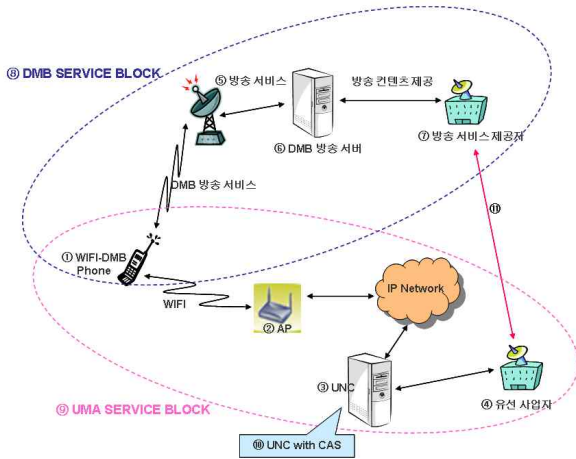 ⑧ DMB SERVICE BLOCK
⑤ 방송 서비스
방송 컨텐츠 제공
⑥ DMB 방송 서버
⑦ 방송 서비스 제공자
DMB 방송 서비스
⑪
① WIFI-DMB
Phone
WIFI
② AP
IP Network
③ UNC
④ 유선 사업자
⑨ UMA SERVICE BLOCK
⑩ UNC with CAS